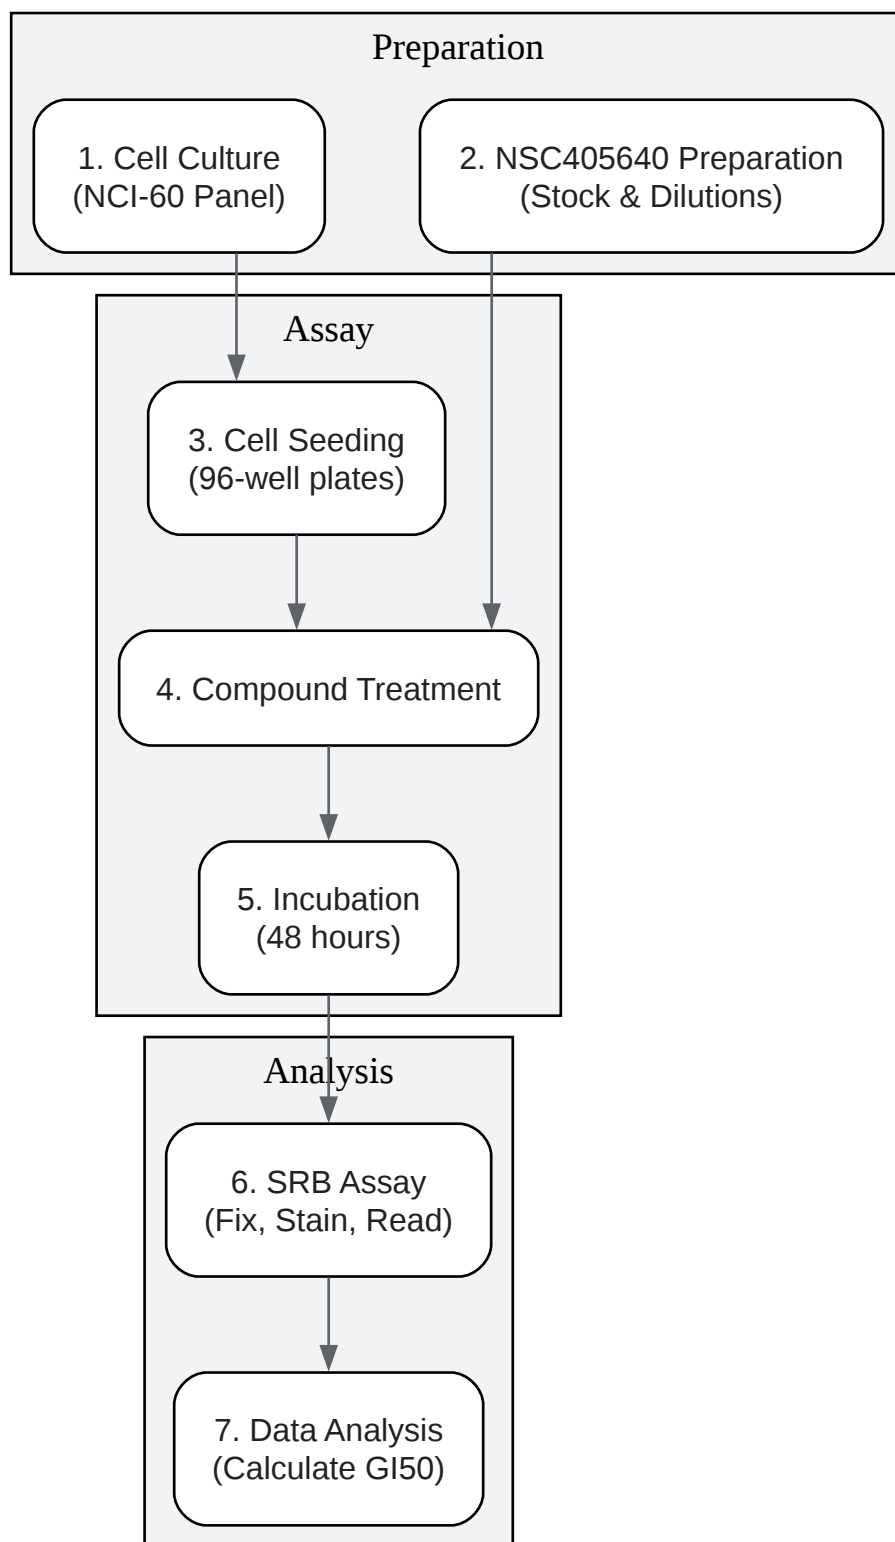 Preparation
1. Cell Culture
(NCI-60 Panel)
2. NSC405640 Preparation
(Stock & Dilutions)
Assay
3. Cell Seeding
(96-well plates)
4. Compound Treatment
5. Incubation
(48 hours)
Analysis
6. SRB Assay
(Fix, Stain, Read)
7. Data Analysis
(Calculate GI50)